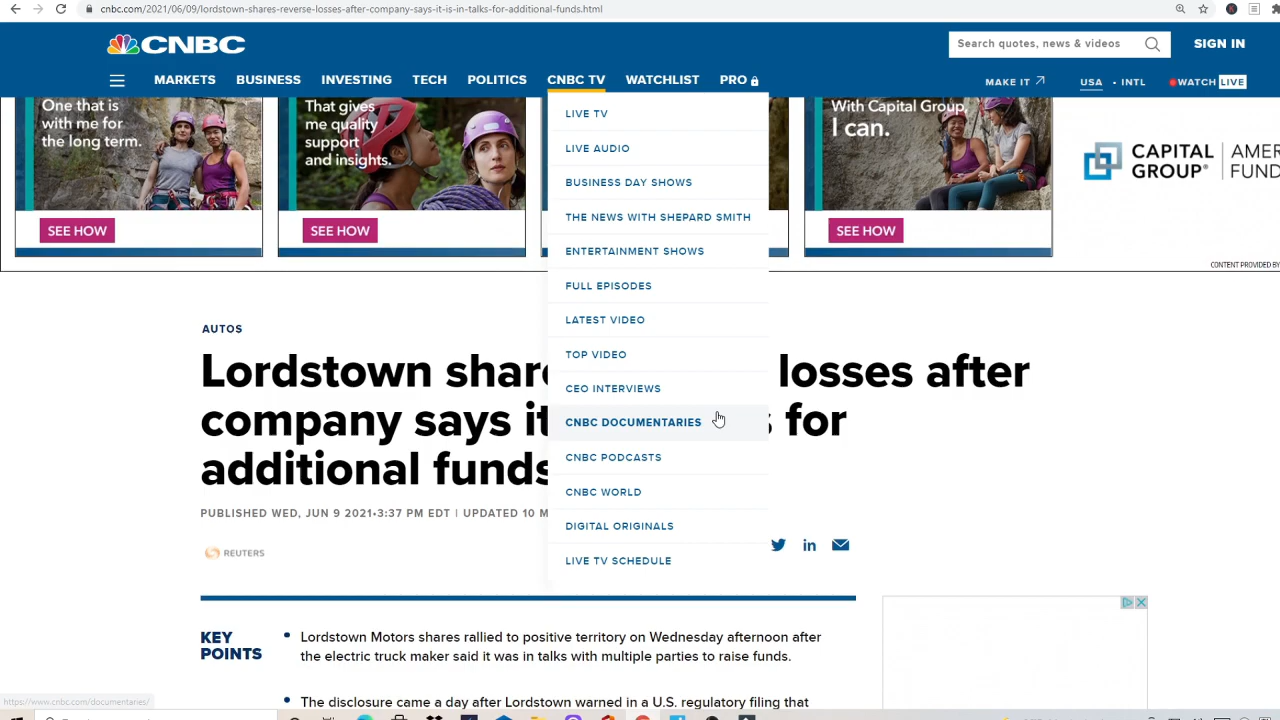 cnbc.com/2021/06/09/lordstown-shares-reverse-losses-after-company-says-it-is-in-talks-for-additional-funds.html
CNBC
Search quotes, news & videos
SIGN IN
MARKETS BUSINESS INVESTING TECH POLITICS CNBC TV WATCHLIST PRO
MAKE IT USA • INTL WATCH LIVE
One that is
with me for
the long term.
SEE HOW
That gives
me quality
support
and insights.
SEE HOW
With Capital Group,
I can.
SEE HOW
CAPITAL
GROUP®
AMER
FUND
CONTENT PROVIDED BY
LIVE TV
LIVE AUDIO
BUSINESS DAY SHOWS
THE NEWS WITH SHEPARD SMITH
ENTERTAINMENT SHOWS
FULL EPISODES
LATEST VIDEO
TOP VIDEO
CEO INTERVIEWS
CNBC DOCUMENTARIES
CNBC PODCASTS
CNBC WORLD
DIGITAL ORIGINALS
LIVE TV SCHEDULE
AUTOS
Lordstown share losses after
company says it for
additional funds
PUBLISHED WED, JUN 9 2021•3:37 PM EDT | UPDATED 10 M
REUTERS
in
KEY
POINTS
• Lordstown Motors shares rallied to positive territory on Wednesday afternoon after
the electric truck maker said it was in talks with multiple parties to raise funds.
• The disclosure came a day after Lordstown warned in a U.S. regulatory filing that
https://www.cnbc.com/documentaries/